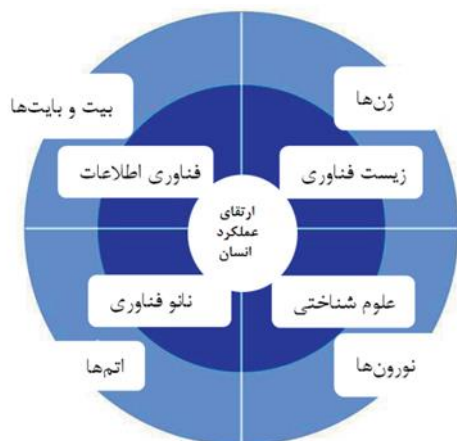 ژن‌ها
بیت و بایت‌ها
زیست فناوری
فناوری اطلاعات
ارتقای
عملکرد
انسان
علوم شناختی
نانو فناوری
نورون‌ها
اتم‌ها